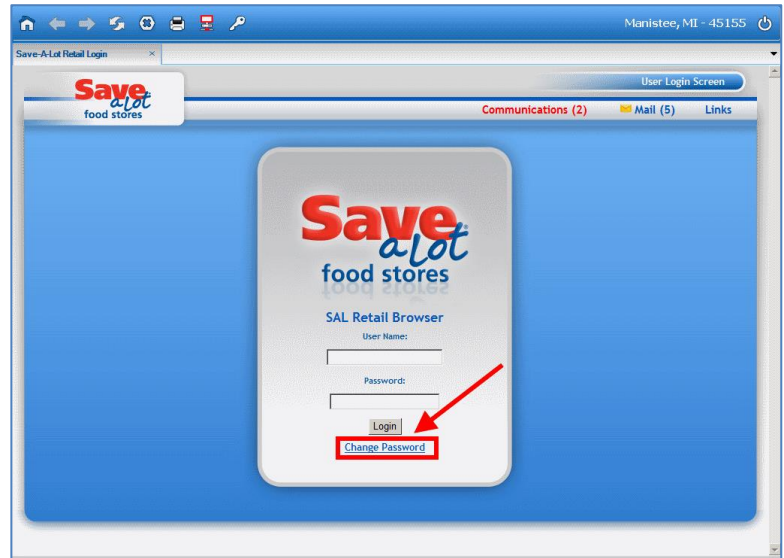 Manistee, MI - 45155
Save-A-Lot Retail Login
User Login Screen
Save
a Lot
food stores
Communications (2)
Mail (5)
Links
Save
a Lot
food stores
SAL Retail Browser
User Name:
Password:
Login
Change Password